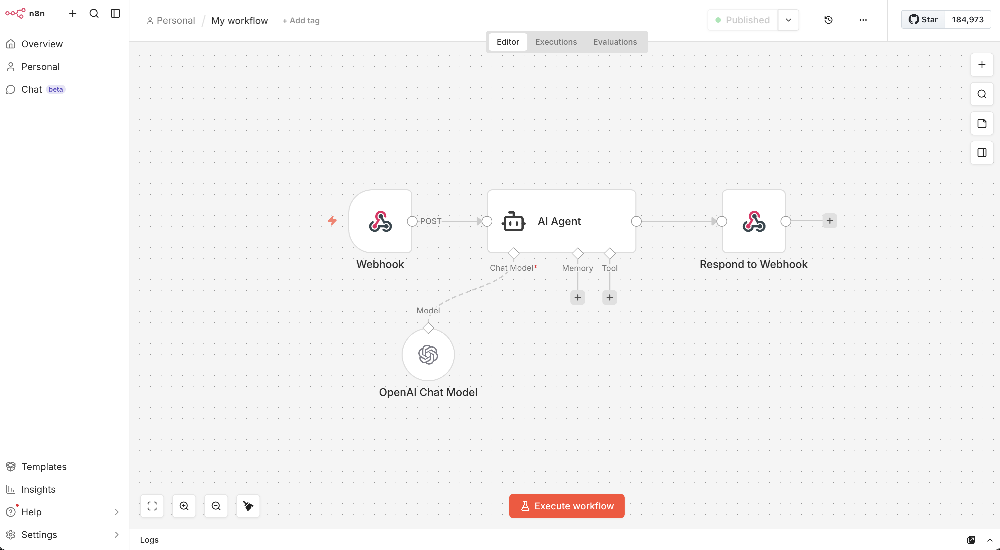 n8n
Overview
Personal
Chat beta
Templates
Insights
Help
Settings
Personal / My workflow + Add tag
Published
Star 184,973
Editor Executions Evaluations
POST
AI Agent
Webhook
Chat Model*
Memory
Tool
Respond to Webhook
Model
OpenAI Chat Model
Execute workflow
Logs